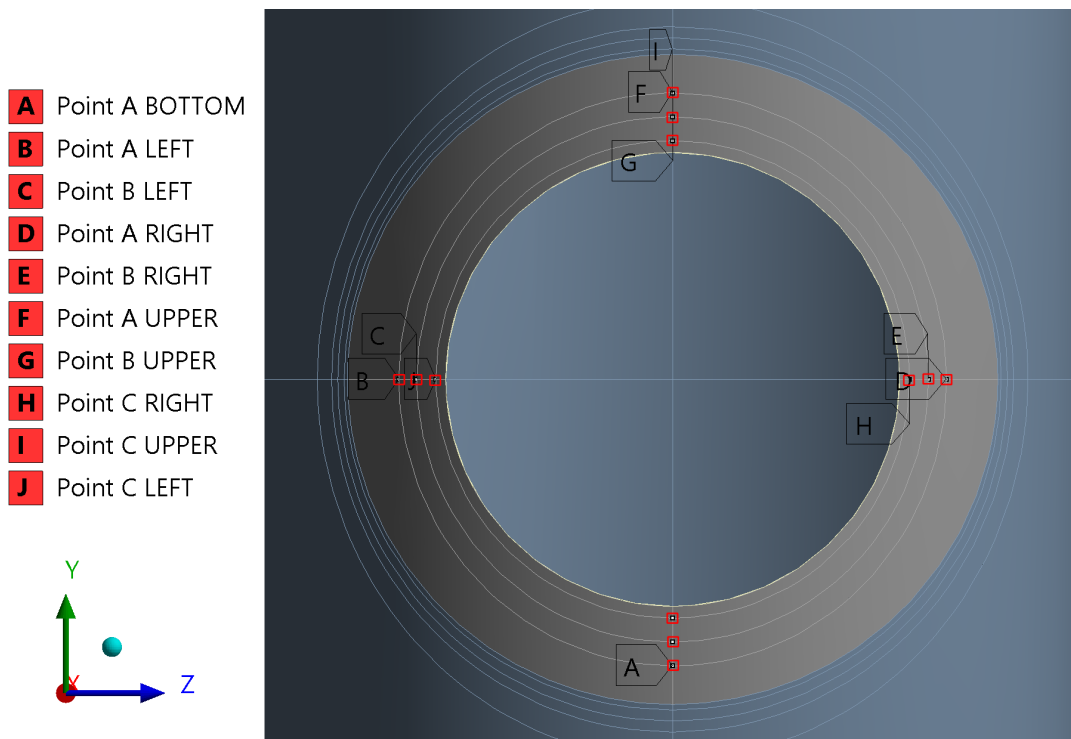 A Point A BOTTOM
B Point A LEFT
C Point B LEFT
D Point A RIGHT
E Point B RIGHT
F Point A UPPER
G Point B UPPER
H Point C RIGHT
I Point C UPPER
J Point C LEFT
I
F
G
C
E
B
J
D
H
A
Y
X
Z